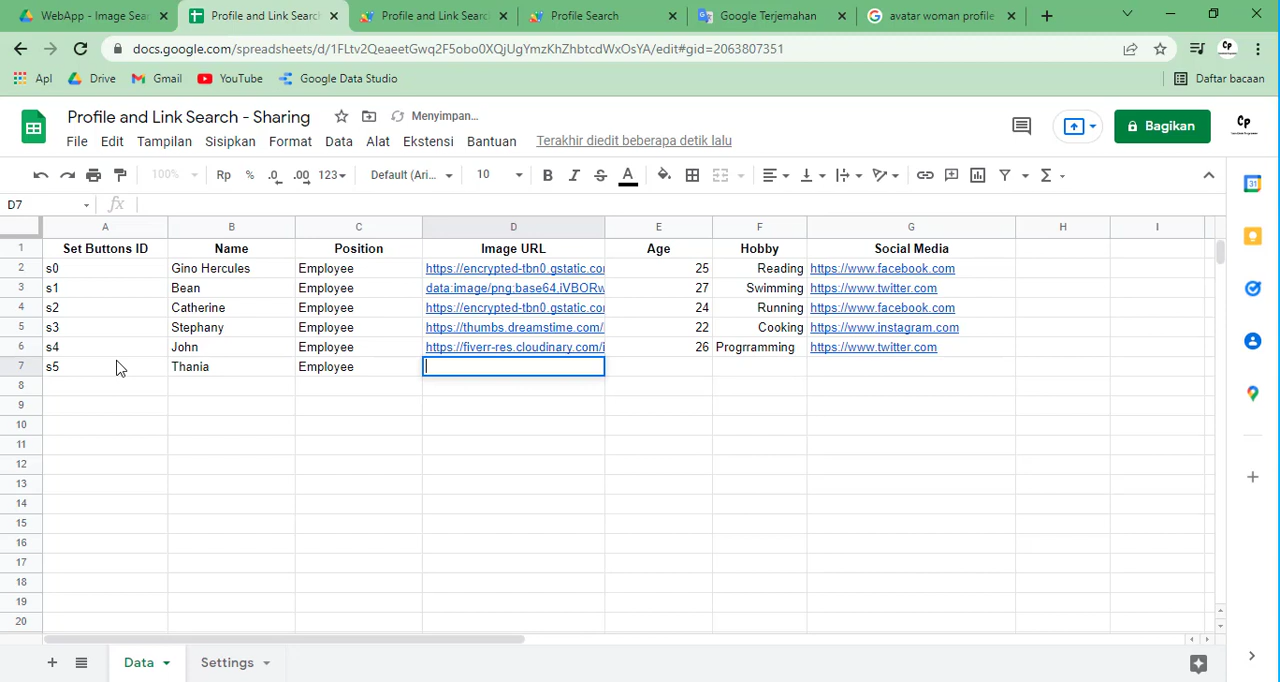 WebApp - Image Sear
Profile and Link Search
Profile and Link Search
Profile Search
Google Terjemahan
avatar woman profile
docs.google.com/spreadsheets/d/1FLtv2QeaeetGwq2F5obo0XQjUgYmzKhZhbtcdWxOsYA/edit#gid=2063807351
Cp
Apl
Drive
Gmail
YouTube
Google Data Studio
Daftar bacaan
Profile and Link Search - Sharing
Menyimpan...
File Edit Tampilan Sisipkan Format Data Alat Ekstensi Bantuan
Terakhir diedit beberapa detik lalu
Bagikan
Cp
100% Rp % .0 .00 123 Default (Ari... 10 B I S A Σ
D7 fx
A B C D E F G H I
1 Set Buttons ID Name Position Image URL Age Hobby Social Media
2 s0 Gino Hercules Employee https://encrypted-tbn0.gstatic.co 25 Reading https://www.facebook.com
3 s1 Bean Employee data:image/png;base64,iVBORw 27 Swimming https://www.twitter.com
4 s2 Catherine Employee https://encrypted-tbn0.gstatic.co 24 Running https://www.facebook.com
5 s3 Stephany Employee https://thumbs.dreamstime.com/ 22 Cooking https://www.instagram.com
6 s4 John Employee https://fiverr-res.cloudinary.com/i 26 Progrramming https://www.twitter.com
7 s5 Thania Employee
8
9
10
11
12
13
14
15
16
17
18
19
20
Data
Settings
31